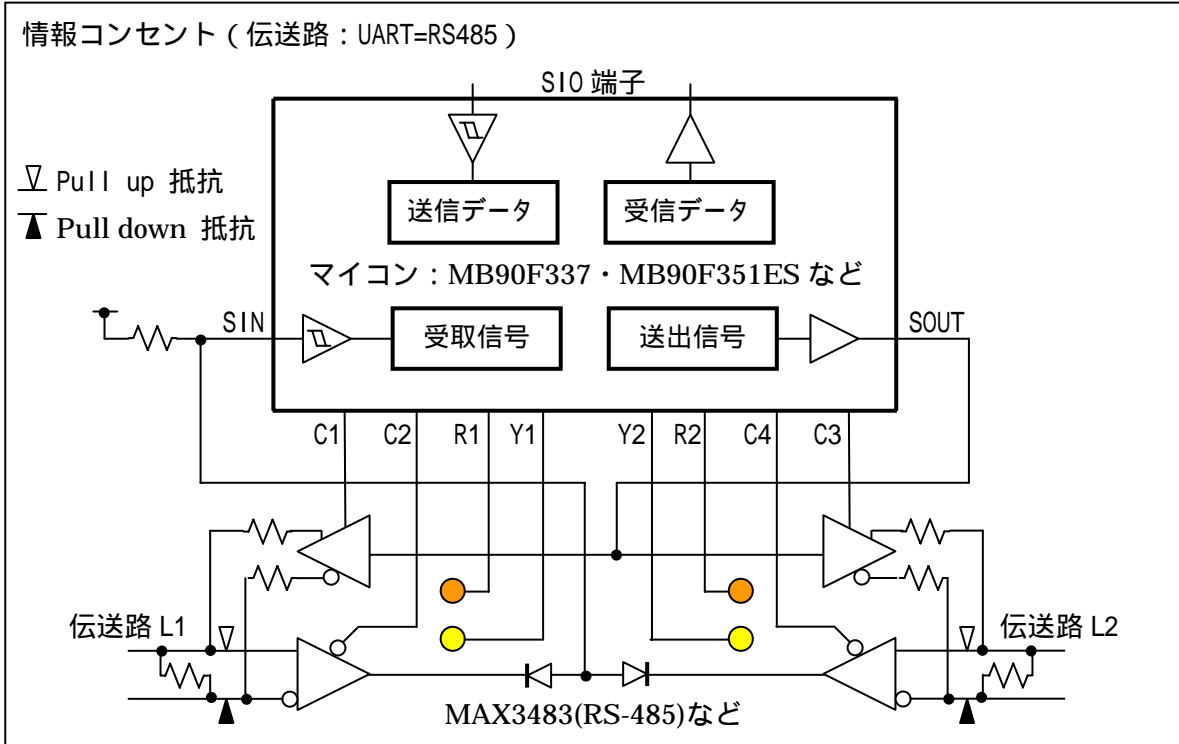 情報コンセント(伝送路:UART=RS485)
SIO 端子
Pull up 抵抗
Pull down 抵抗
送信データ
受信データ
マイコン:MB90F337・MB90F351ES など
SIN
受取信号
送出信号
SOUT
C1 C2 R1 Y1 Y2 R2 C4 C3
伝送路 L1
伝送路 L2
MAX3483(RS-485)など